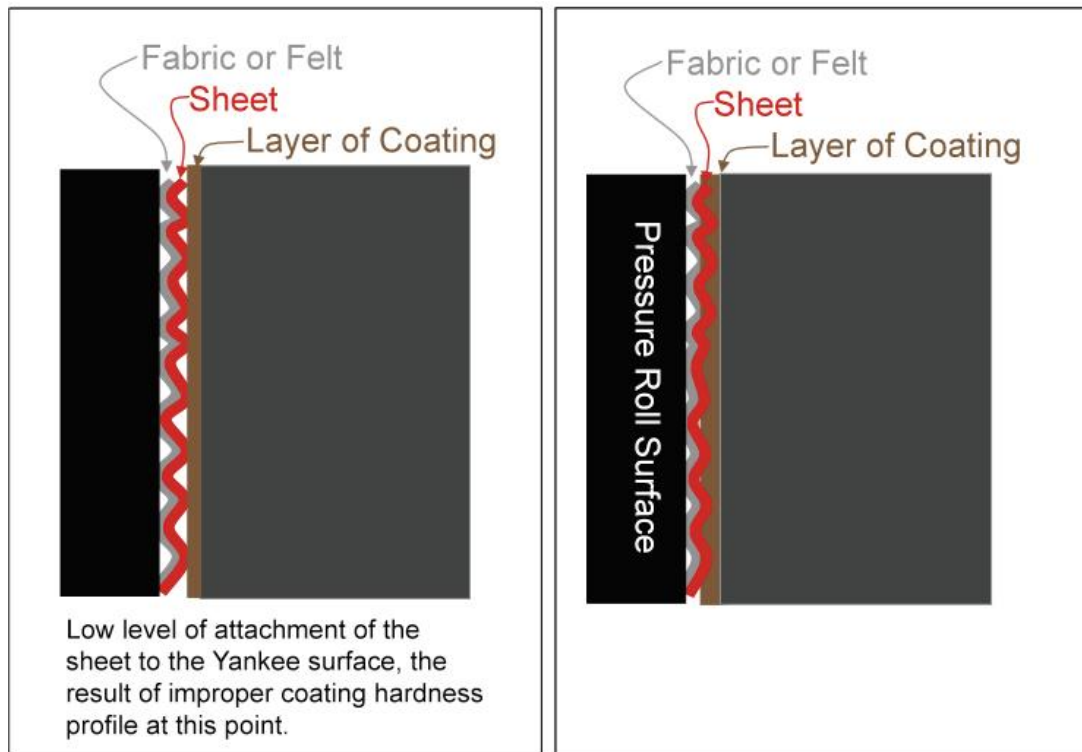 Fabric or Felt
Sheet
Layer of Coating
Low level of attachment of the
sheet to the Yankee surface, the
result of improper coating hardness
profile at this point.
Fabric or Felt
Sheet
Layer of Coating
Pressure Roll Surface